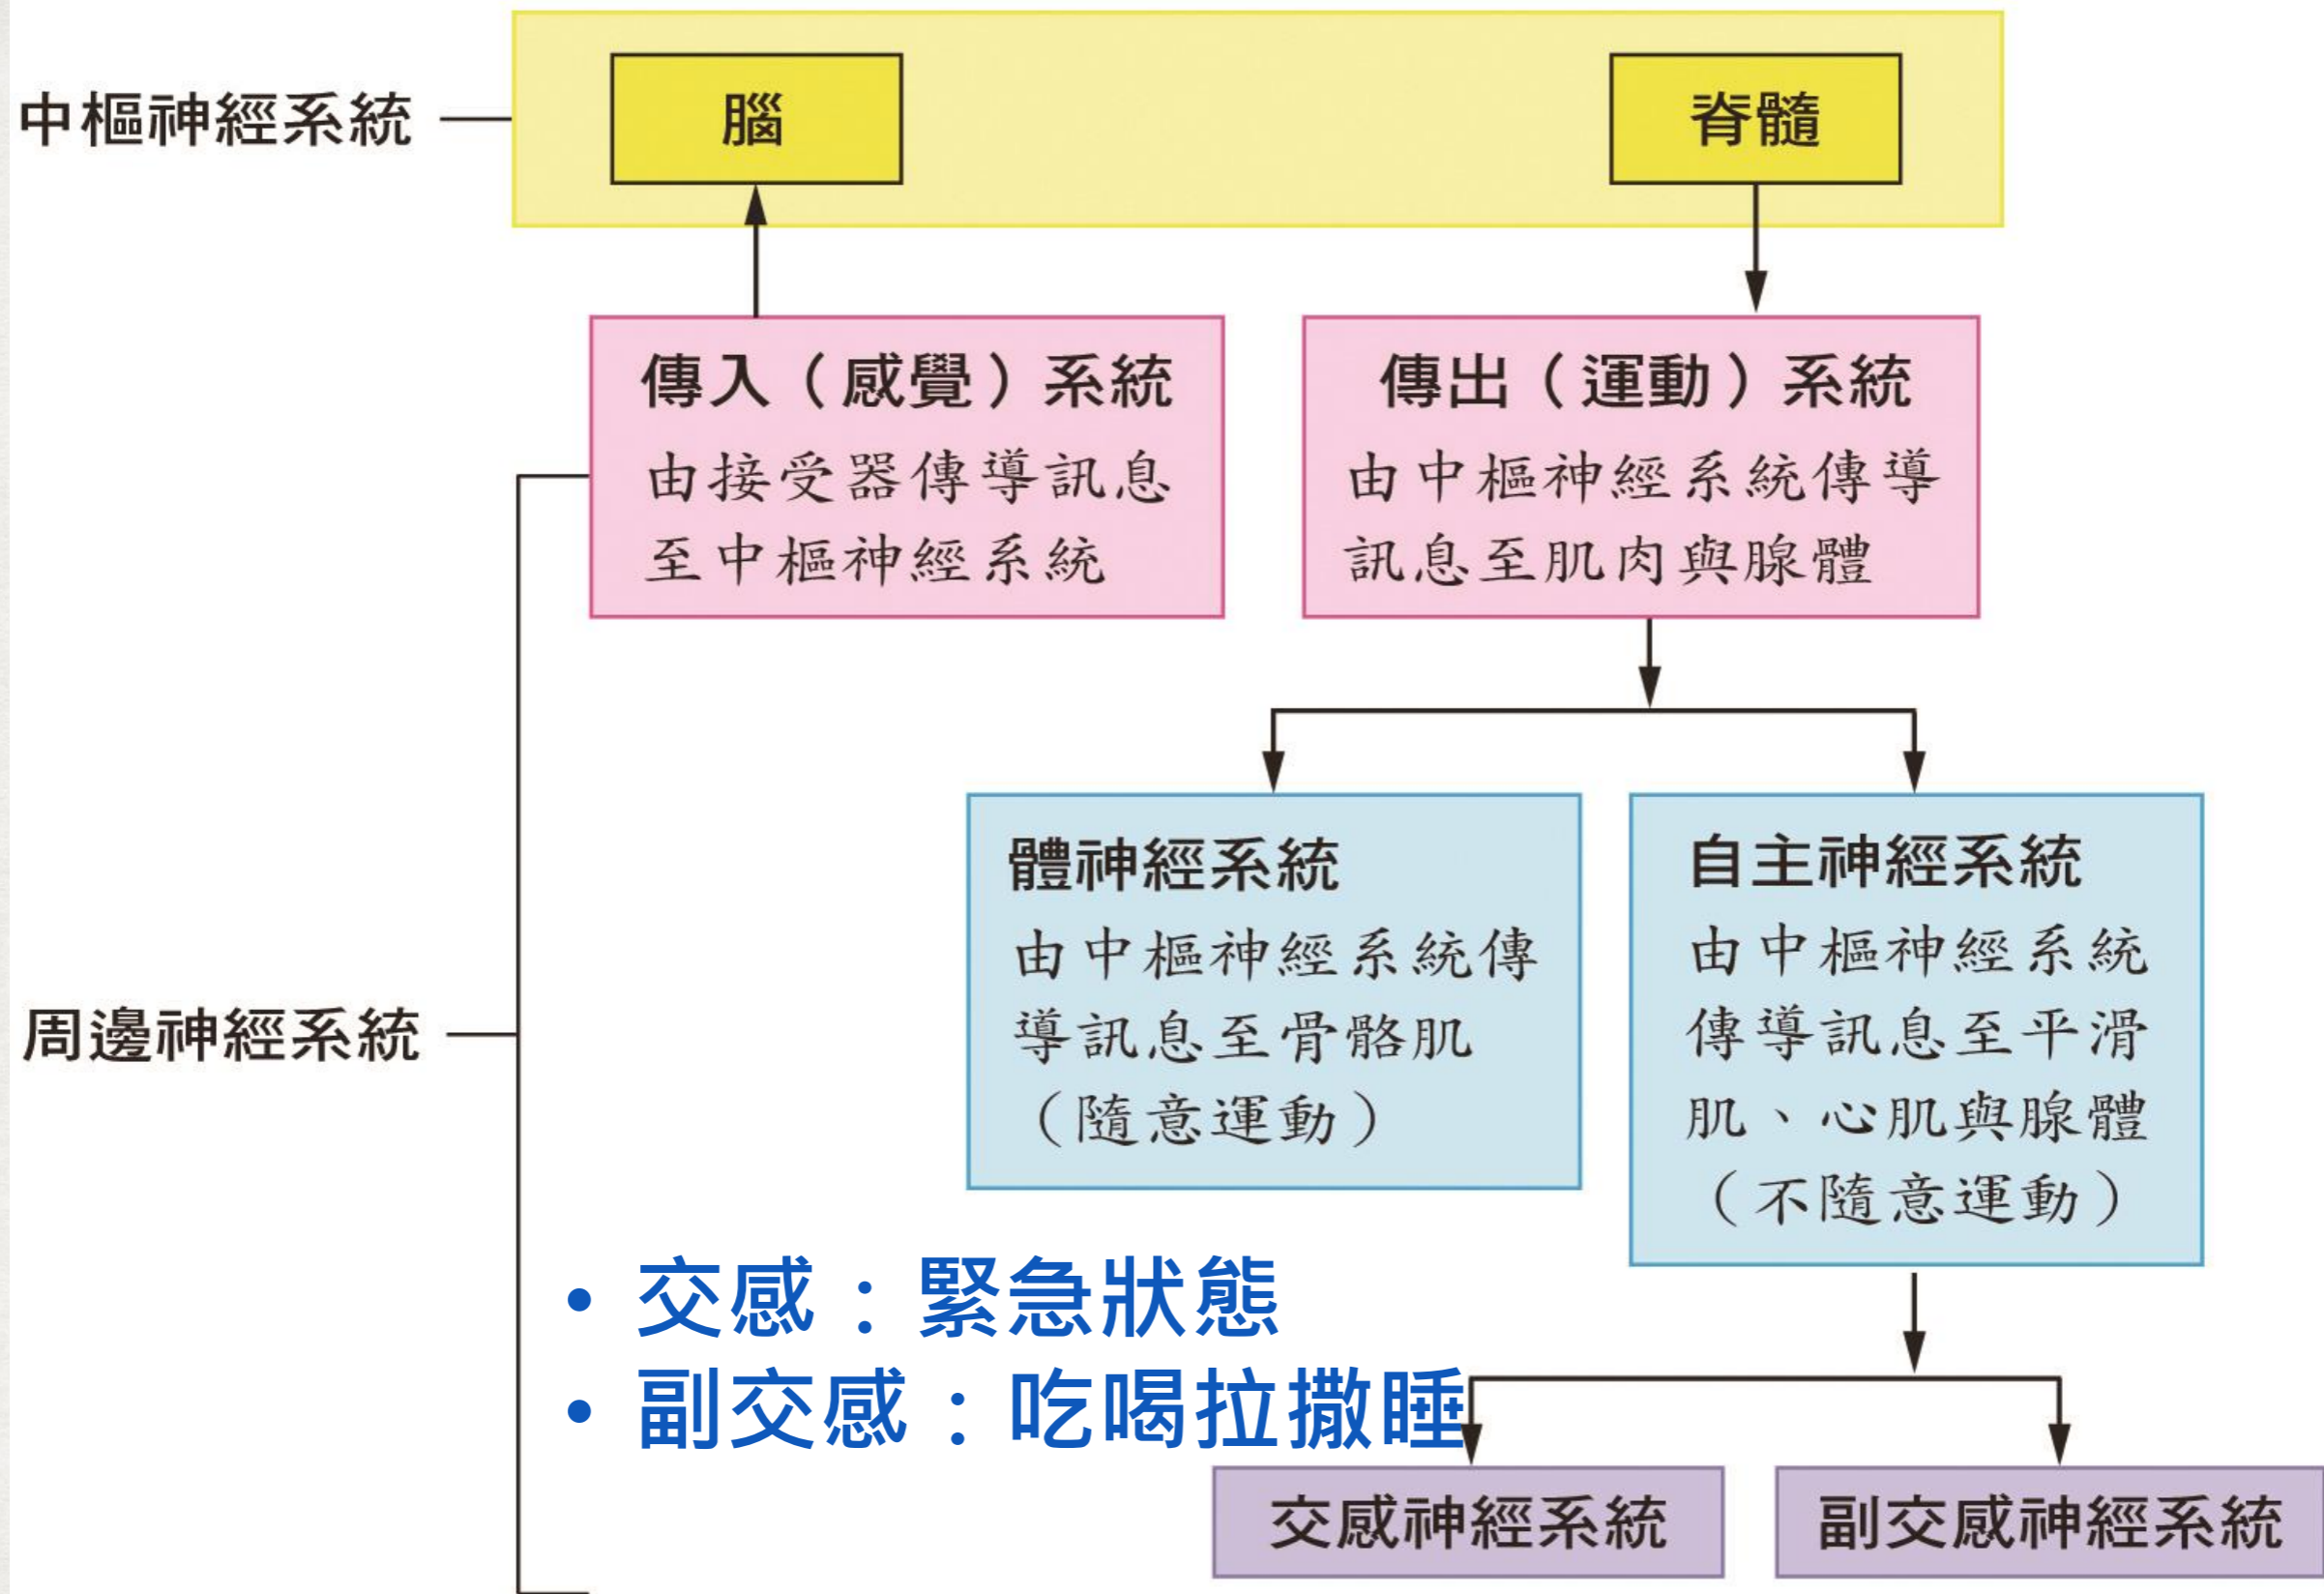 中樞神經系統
腦
脊髓
傳入（感覺）系統
由接受器傳導訊息
至中樞神經系統
傳出（運動）系統
由中樞神經系統傳導
訊息至肌肉與腺體
周邊神經系統
體神經系統
由中樞神經系統傳
導訊息至骨骼肌
（隨意運動）
自主神經系統
由中樞神經系統
傳導訊息至平滑
肌、心肌與腺體
（不隨意運動）
• 交感：緊急狀態
• 副交感：吃喝拉撒睡
交感神經系統
副交感神經系統